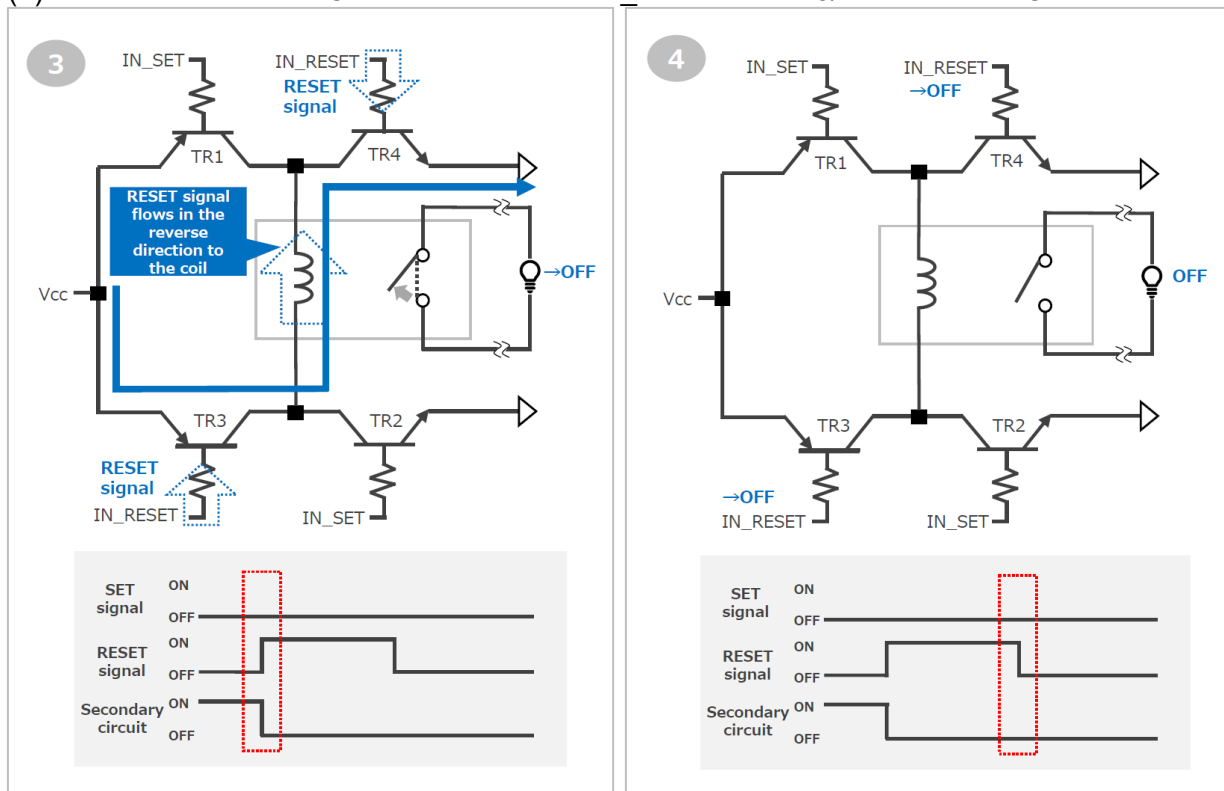 3
IN_SET
IN_RESET
RESET
signal
TR1
TR4
RESET signal
flows in the
reverse
direction to
the coil
→OFF
Vcc
TR3
TR2
RESET
signal
IN_RESET
IN_SET
SET
signal
ON
OFF
RESET
signal
ON
OFF
Secondary
circuit
ON
OFF
4
IN_SET
IN_RESET
→OFF
TR1
TR4
Vcc
OFF
TR3
TR2
→OFF
IN_RESET
IN_SET
SET
signal
ON
OFF
RESET
signal
ON
OFF
Secondary
circuit
ON
OFF